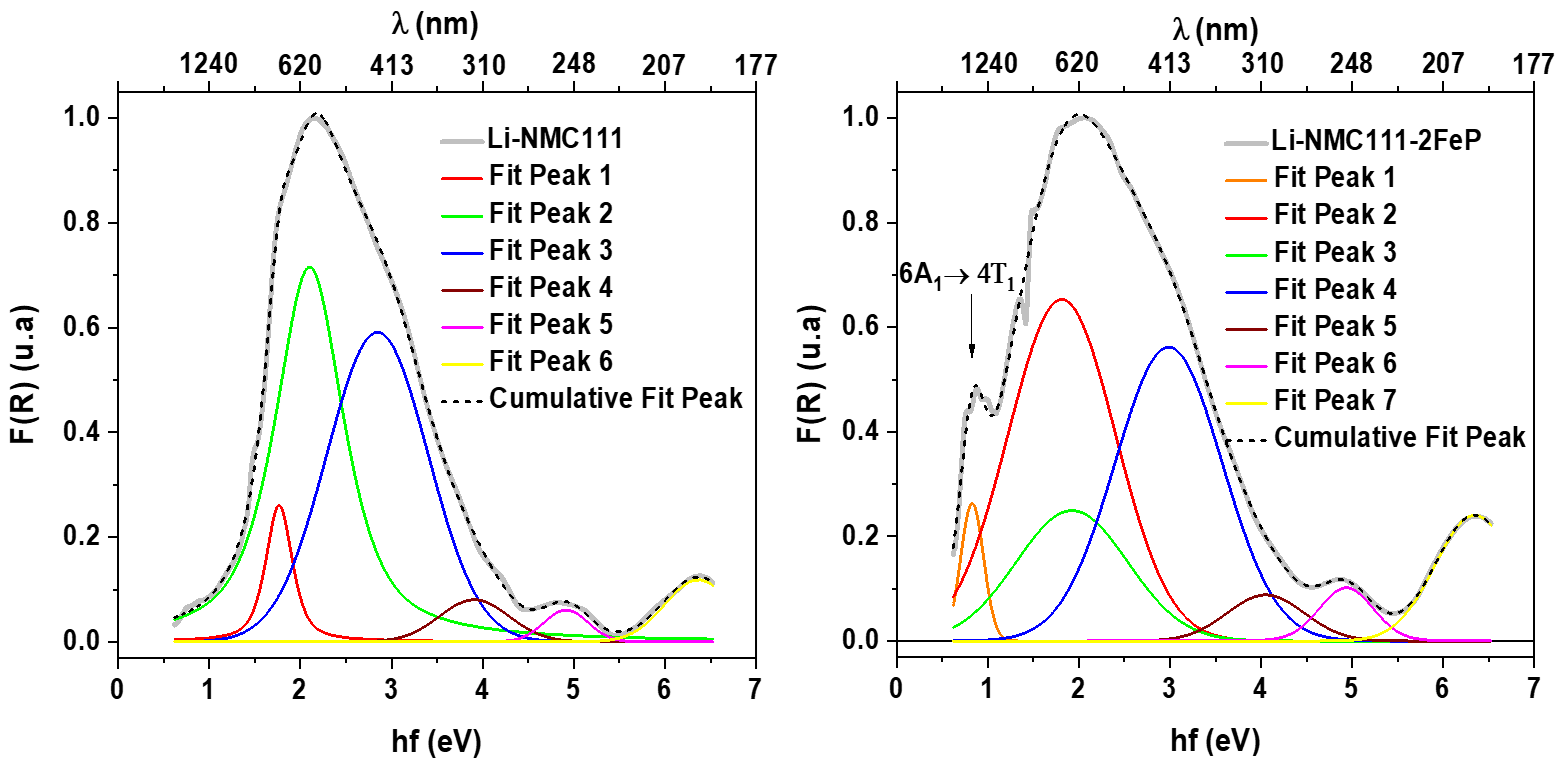 λ (nm)
1240 620 413 310 248 207 177
1.0
0.8
0.6
0.4
0.2
0.0
F(R) (u.a)
Li-NMC111
Fit Peak 1
Fit Peak 2
Fit Peak 3
Fit Peak 4
Fit Peak 5
Fit Peak 6
Cumulative Fit Peak
0 1 2 3 4 5 6 7
hf (eV)
λ (nm)
1240 620 413 310 248 207 177
1.0
0.8
0.6
0.4
0.2
0.0
F(R) (u.a)
6A₁→ 4T₁
Li-NMC111-2FeP
Fit Peak 1
Fit Peak 2
Fit Peak 3
Fit Peak 4
Fit Peak 5
Fit Peak 6
Fit Peak 7
Cumulative Fit Peak
0 1 2 3 4 5 6 7
hf (eV)